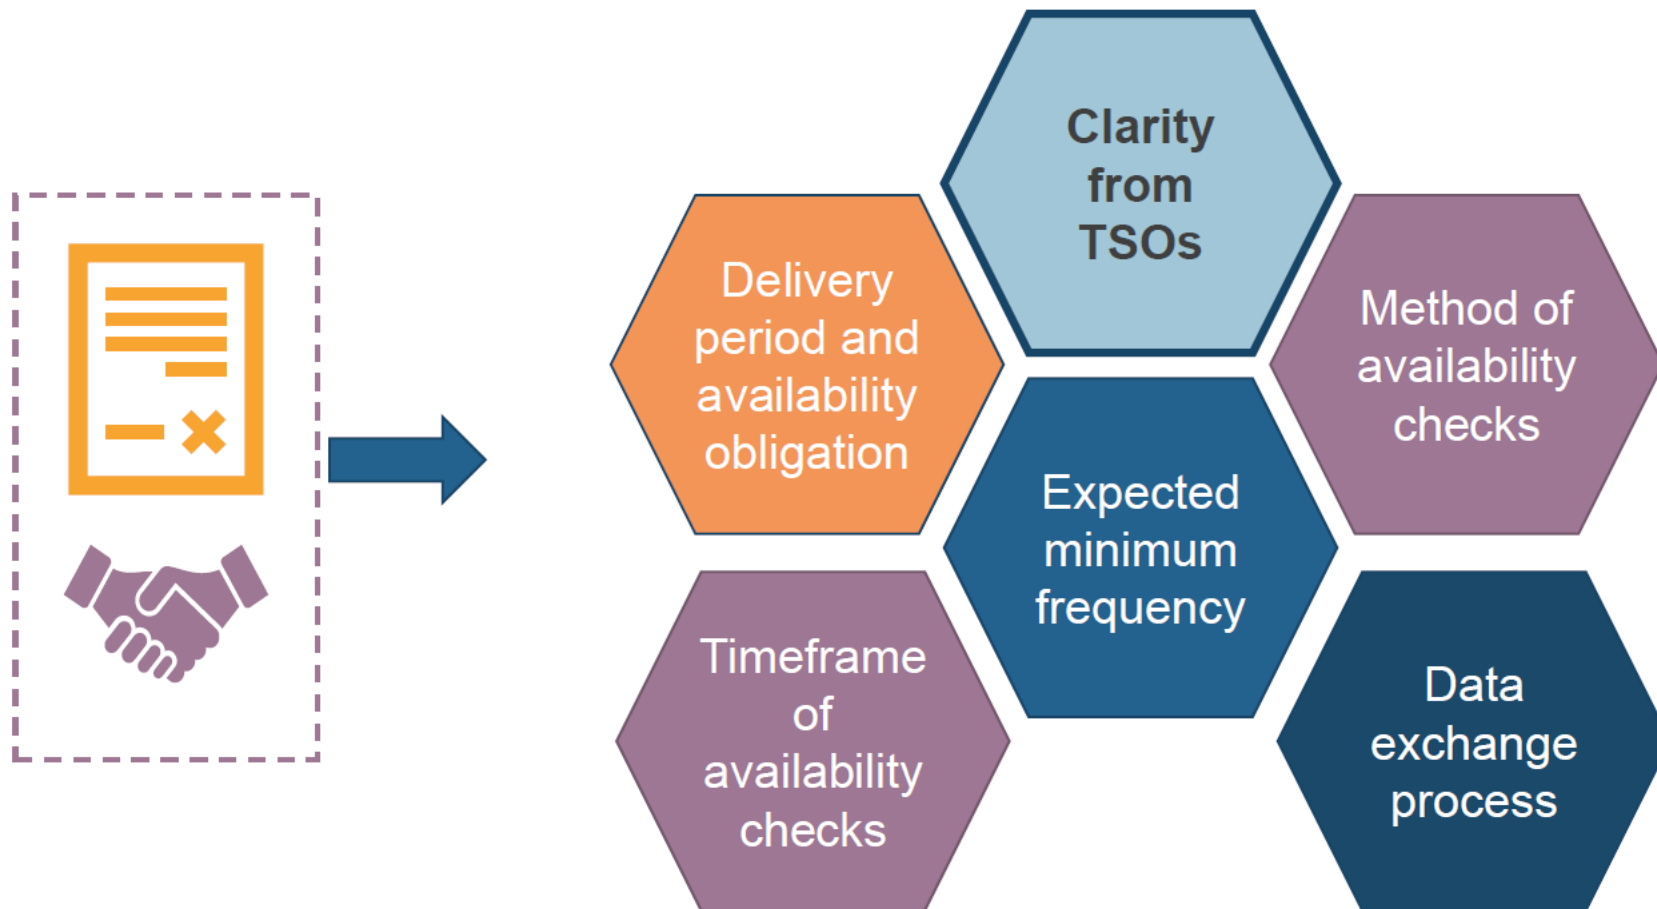 Clarity
from
TSOs
Delivery
period and
availability
obligation
Method of
availability
checks
Expected
minimum
frequency
Timeframe
of
availability
checks
Data
exchange
process